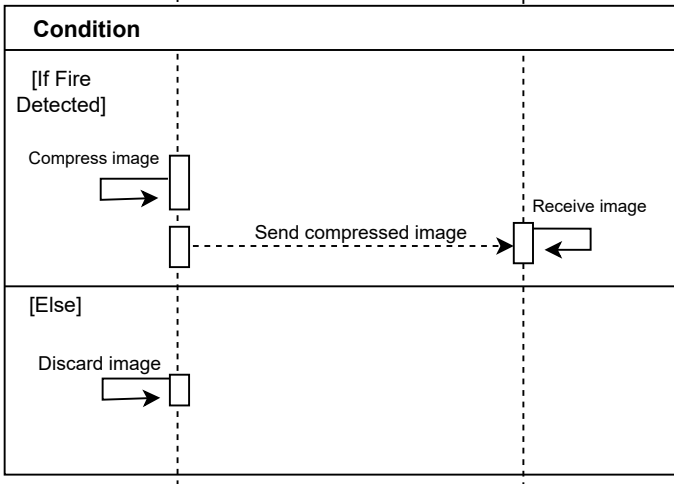 Condition
[If Fire
Detected]
Compress image
Receive image
Send compressed image
[Else]
Discard image